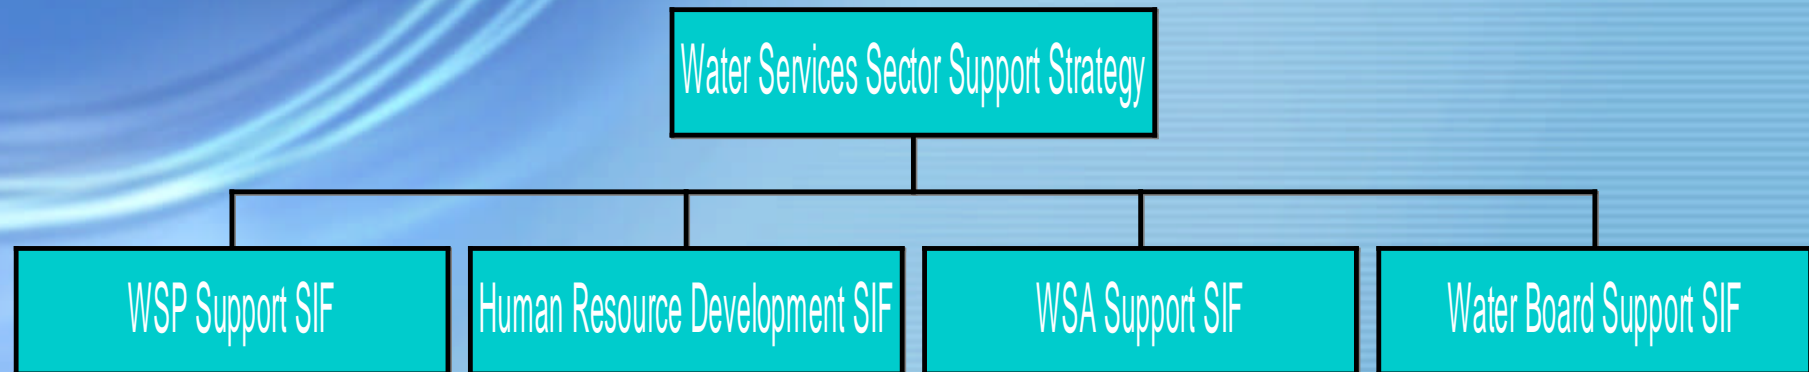 Water Services Sector Support Strategy
WSP Support SIF
Human Resource Development SIF
WSA Support SIF
Water Board Support SIF